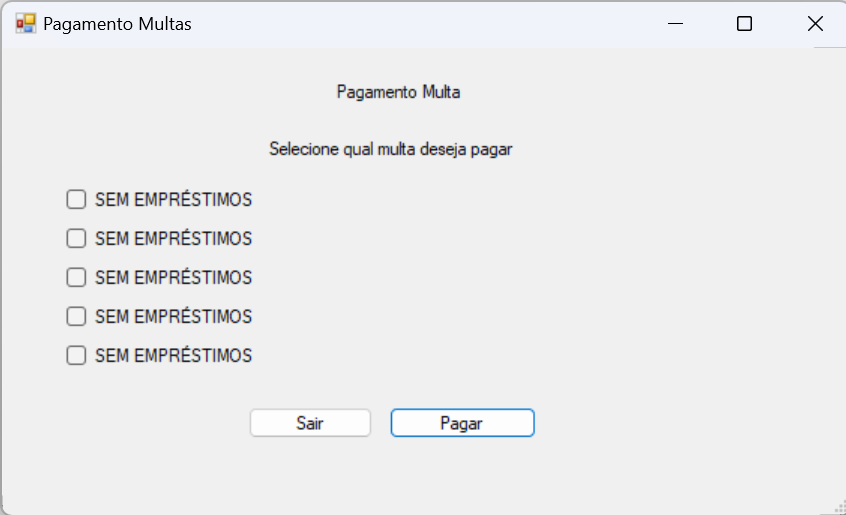 Pagamento Multas
Pagamento Multa
Selecione qual multa deseja pagar
SEM EMPRÉSTIMOS
SEM EMPRÉSTIMOS
SEM EMPRÉSTIMOS
SEM EMPRÉSTIMOS
SEM EMPRÉSTIMOS
Sair Pagar